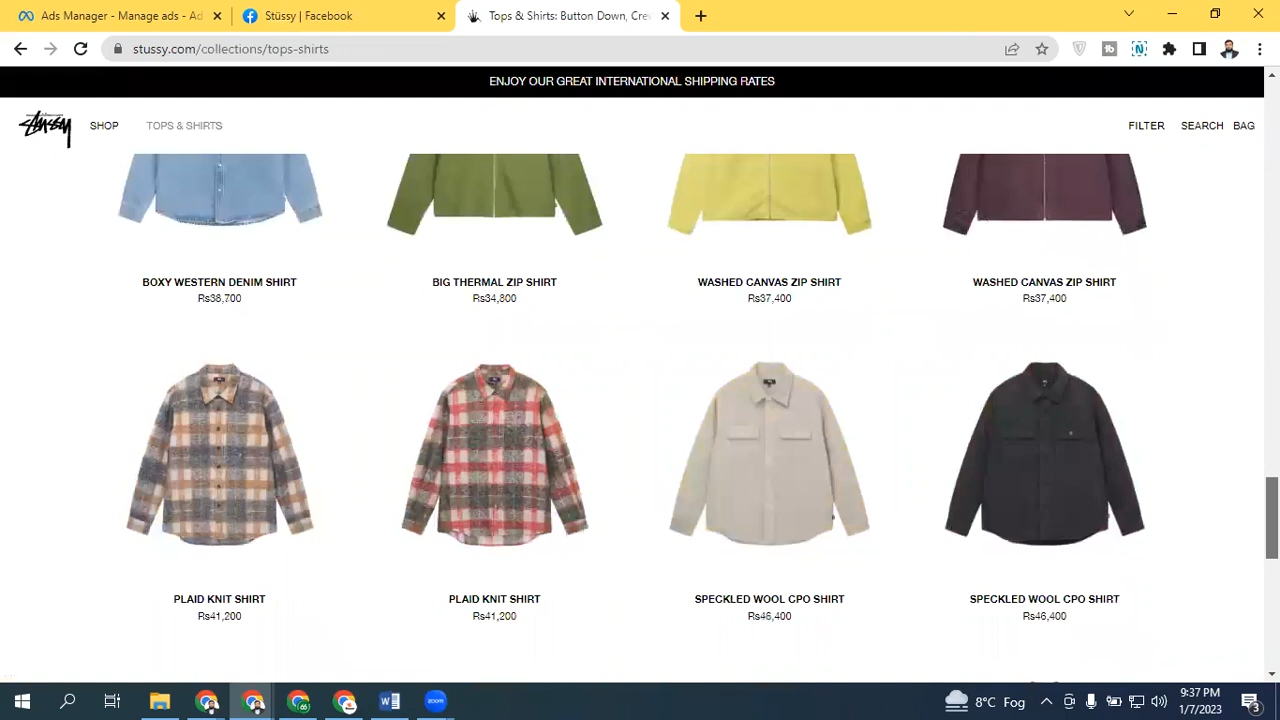 Ads Manager - Manage ads - Ad
Stüssy | Facebook
Tops & Shirts: Button Down, Cre
stussy.com/collections/tops-shirts
ENJOY OUR GREAT INTERNATIONAL SHIPPING RATES
Stüssy
SHOP
TOPS & SHIRTS
FILTER
SEARCH
BAG
BOXY WESTERN DENIM SHIRT
Rs38,700
BIG THERMAL ZIP SHIRT
Rs34,800
WASHED CANVAS ZIP SHIRT
Rs37,400
WASHED CANVAS ZIP SHIRT
Rs37,400
PLAID KNIT SHIRT
Rs41,200
PLAID KNIT SHIRT
Rs41,200
SPECKLED WOOL CPO SHIRT
Rs46,400
SPECKLED WOOL CPO SHIRT
Rs46,400
zoom
8°C Fog
9:37 PM
1/7/2023
3